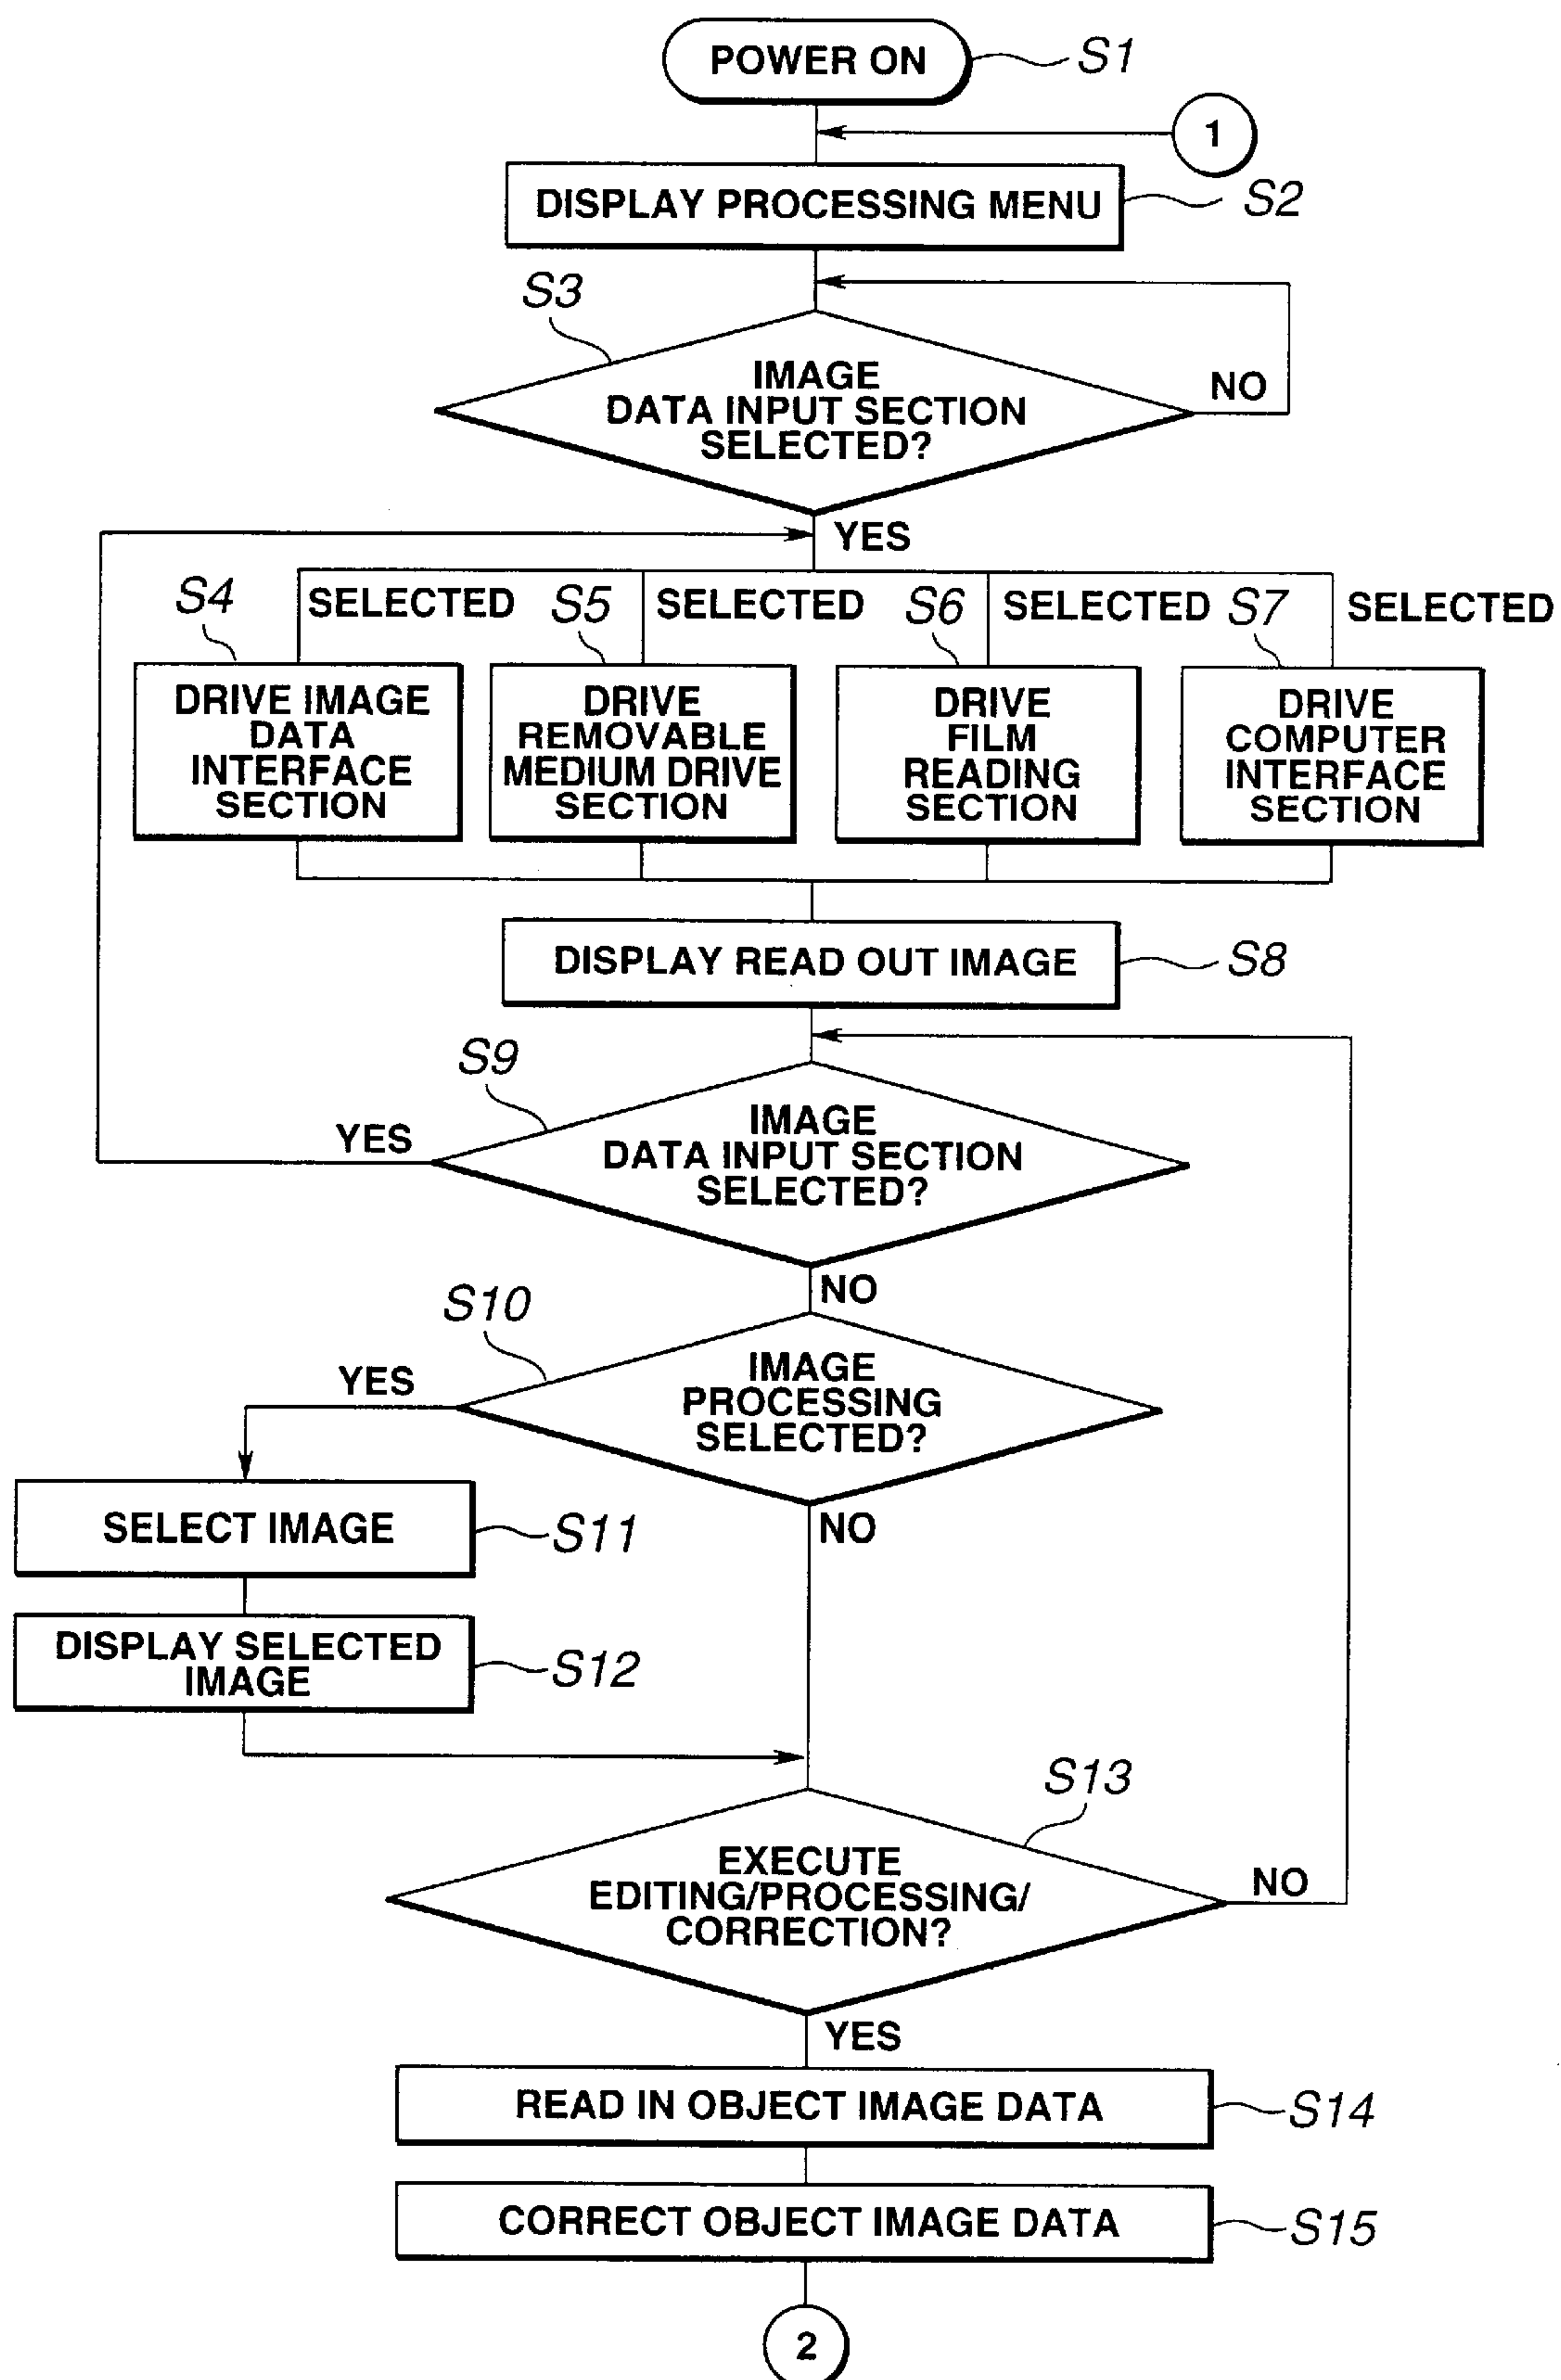 POWER ON
S1
1
DISPLAY PROCESSING MENU
S2
S3
IMAGE
DATA INPUT SECTION
SELECTED?
NO
YES
S4
SELECTED
S5
SELECTED
S6
SELECTED
S7
SELECTED
DRIVE IMAGE
DATA
INTERFACE
SECTION
DRIVE
REMOVABLE
MEDIUM DRIVE
SECTION
DRIVE
FILM
READING
SECTION
DRIVE
COMPUTER
INTERFACE
SECTION
DISPLAY READ OUT IMAGE
S8
S9
YES
IMAGE
DATA INPUT SECTION
SELECTED?
NO
S10
YES
IMAGE
PROCESSING
SELECTED?
NO
SELECT IMAGE
S11
DISPLAY SELECTED
IMAGE
S12
S13
EXECUTE
EDITING/PROCESSING/
CORRECTION?
NO
YES
READ IN OBJECT IMAGE DATA
S14
CORRECT OBJECT IMAGE DATA
S15
2